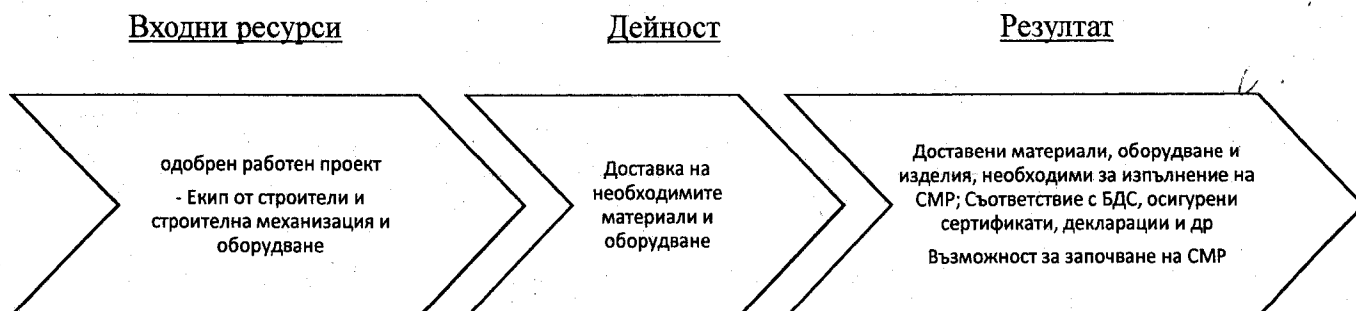 Входни ресурси
Дейност
Резултат
одобрен работен проект
- Екип от строители и
строителна механизация и
оборудване
Доставка на
необходимите
материали и
оборудване
Доставени материали, оборудване и
изделия, необходими за изпълнение на
СМР; Съответствие с БДС, осигурени
сертификати, декларации и др
Възможност за започване на СМР